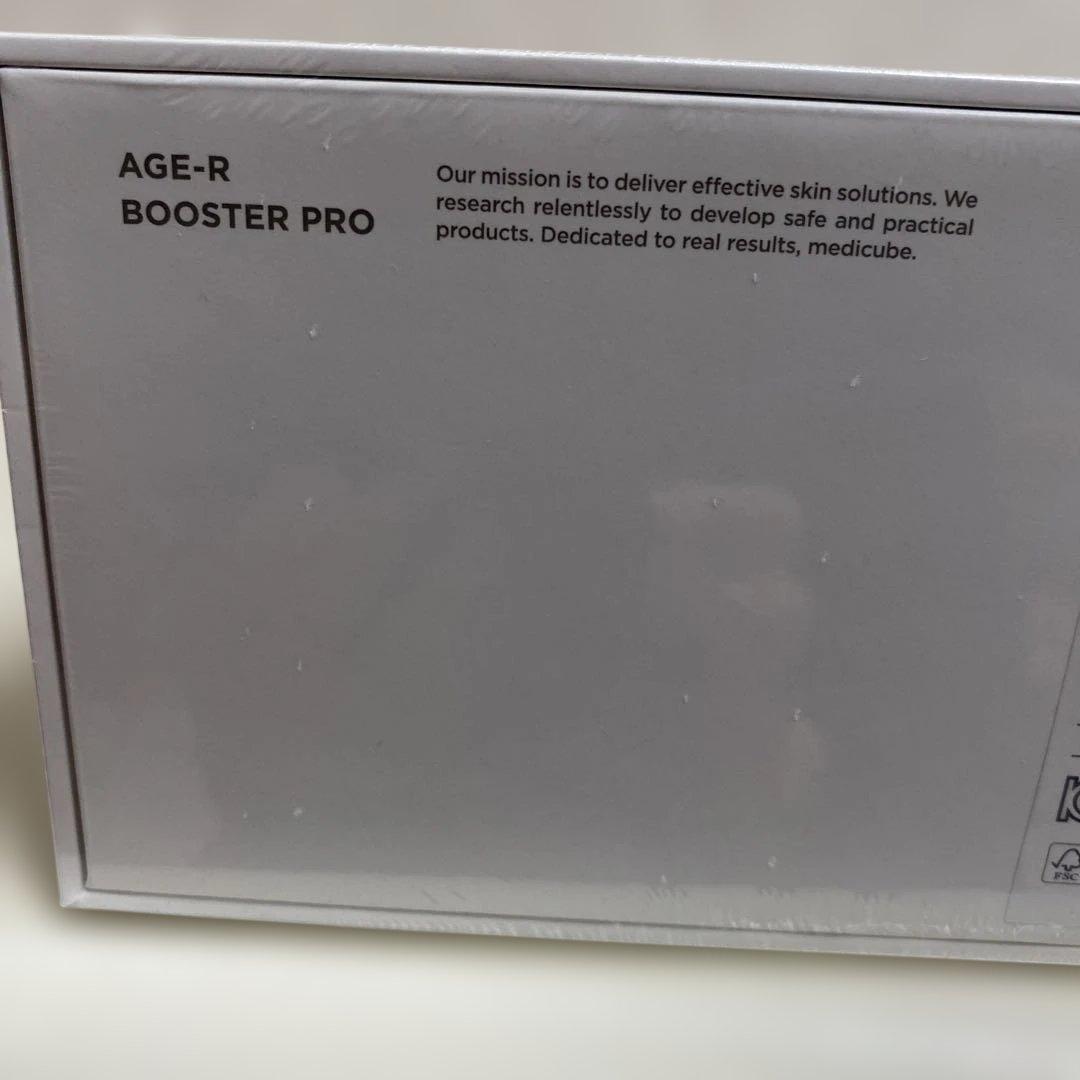 AGE-R
BOOSTER PRO
Our mission is to deliver effective skin solutions. We
research relentlessly to develop safe and practical
products. Dedicated to real results, medicube.
FSC